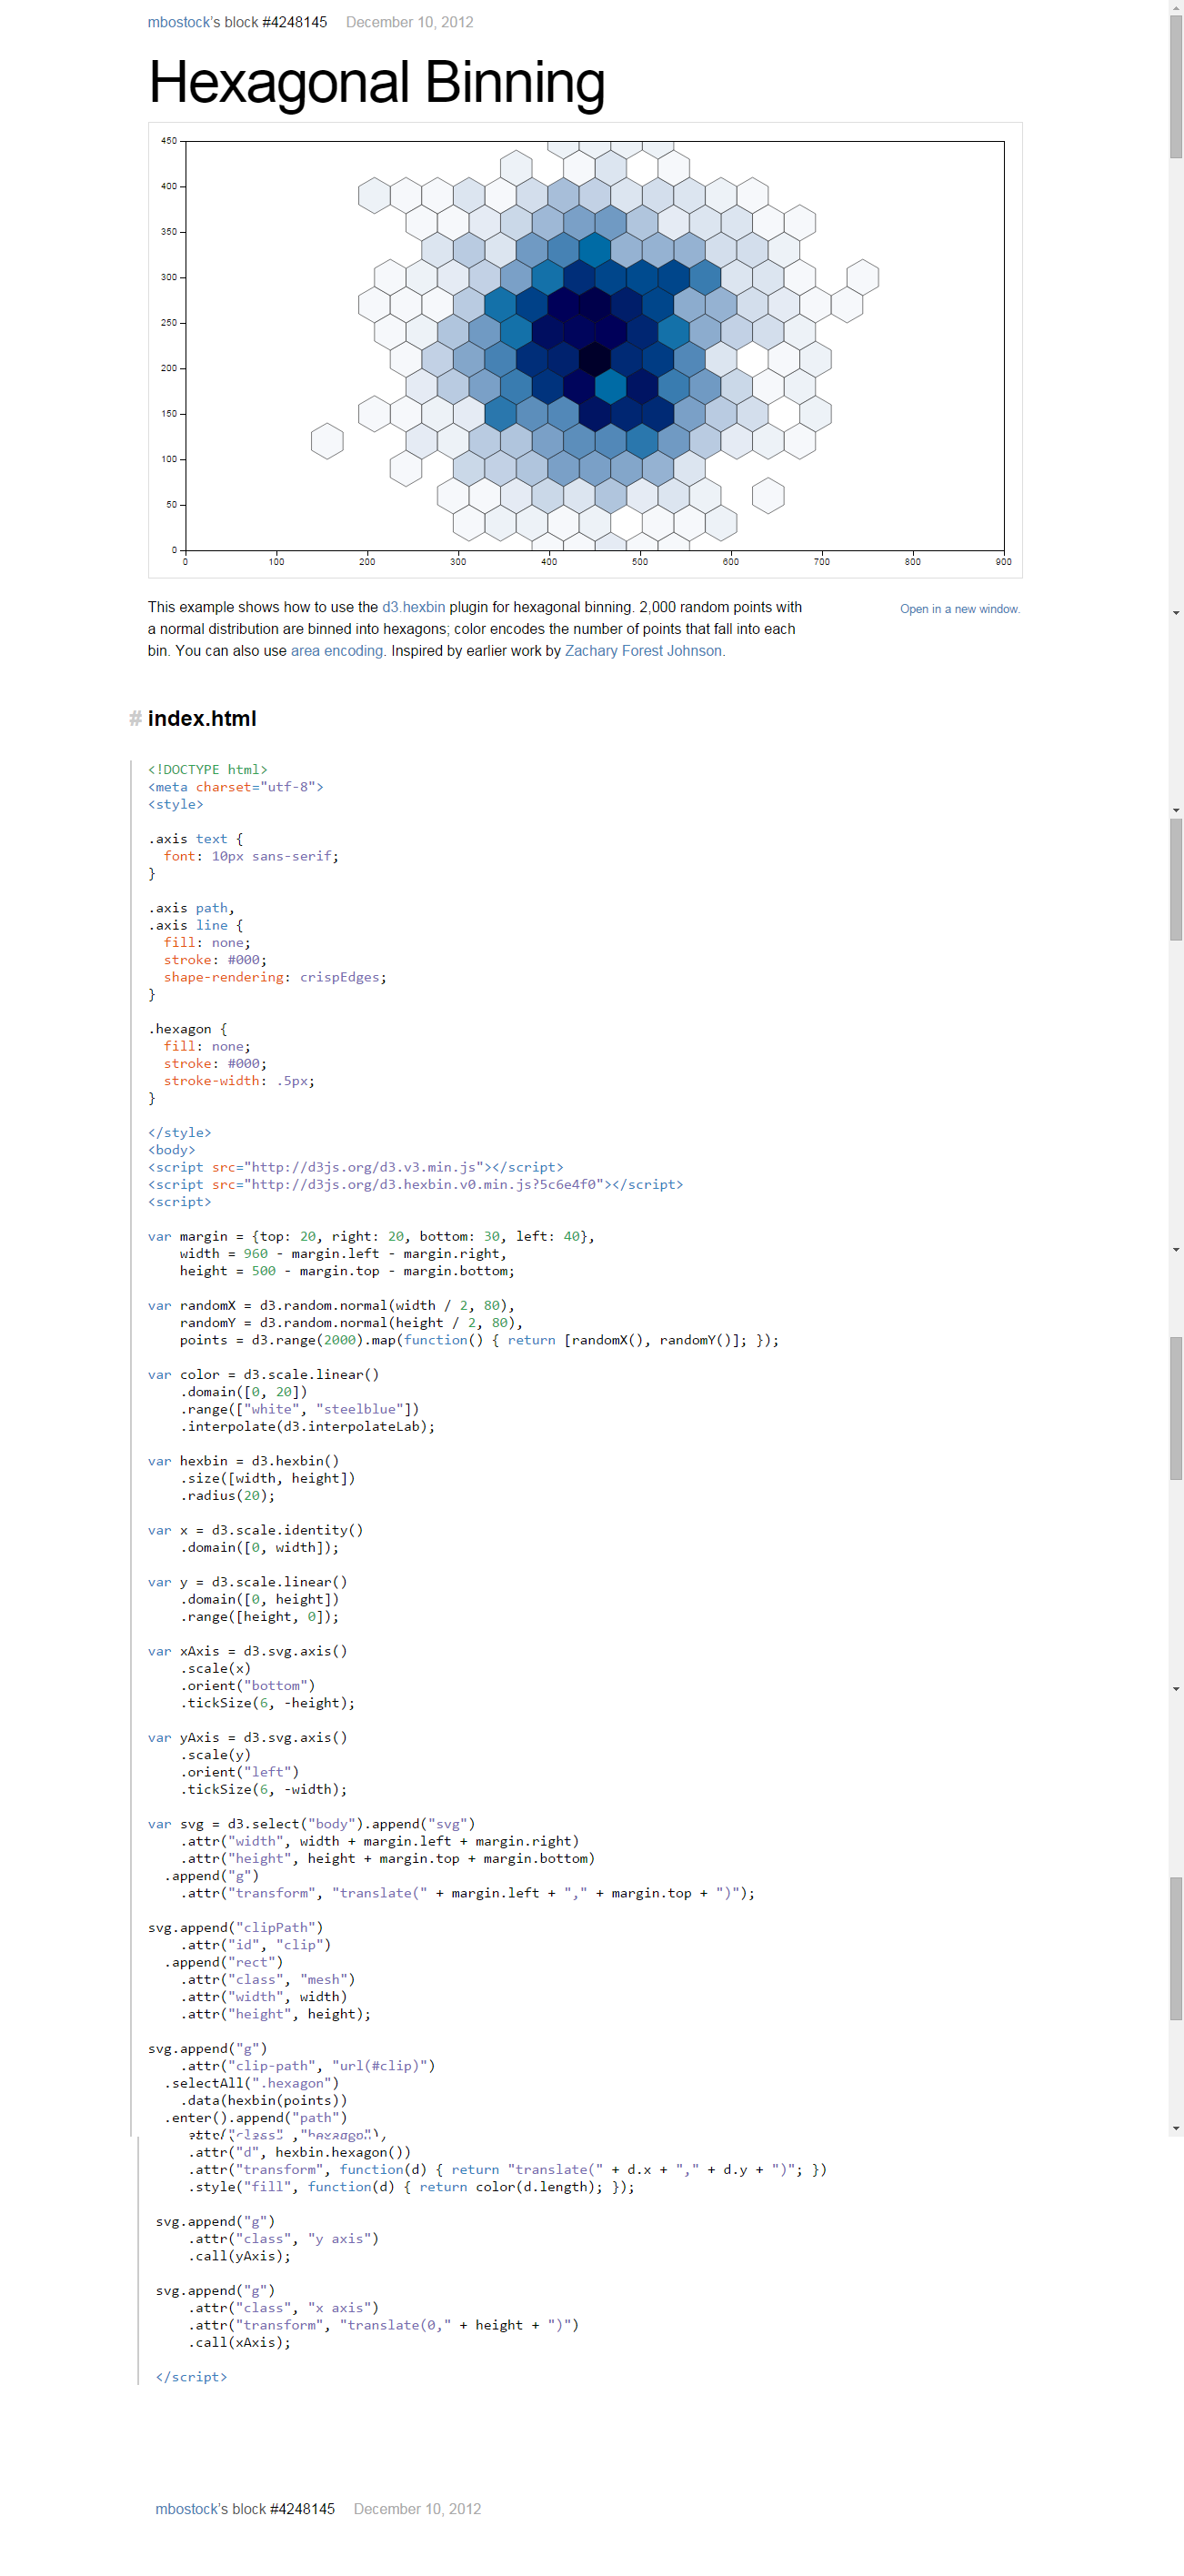 mbostock’s block #4248145 December 10, 2012
Hexagonal Binning
450
400
350
300
250
200
150
100
50
0
0 100 200 300 400 500 600 700 800 900
This example shows how to use the d3.hexbin plugin for hexagonal binning. 2,000 random points with
a normal distribution are binned into hexagons; color encodes the number of points that fall into each
bin. You can also use area encoding. Inspired by earlier work by Zachary Forest Johnson.
Open in a new window.
# index.html
<!DOCTYPE html>
<meta charset="utf-8">
<style>

.axis text {
  font: 10px sans-serif;
}

.axis path,
.axis line {
  fill: none;
  stroke: #000;
  shape-rendering: crispEdges;
}

.hexagon {
  fill: none;
  stroke: #000;
  stroke-width: .5px;
}

</style>
<body>
<script src="http://d3js.org/d3.v3.min.js"></script>
<script src="http://d3js.org/d3.hexbin.v0.min.js?5c6e4f0"></script>
<script>

var margin = {top: 20, right: 20, bottom: 30, left: 40},
    width = 960 - margin.left - margin.right,
    height = 500 - margin.top - margin.bottom;

var randomX = d3.random.normal(width / 2, 80),
    randomY = d3.random.normal(height / 2, 80),
    points = d3.range(2000).map(function() { return [randomX(), randomY()]; });

var color = d3.scale.linear()
    .domain([0, 20])
    .range(["white", "steelblue"])
    .interpolate(d3.interpolateLab);

var hexbin = d3.hexbin()
    .size([width, height])
    .radius(20);

var x = d3.scale.identity()
    .domain([0, width]);

var y = d3.scale.linear()
    .domain([0, height])
    .range([height, 0]);

var xAxis = d3.svg.axis()
    .scale(x)
    .orient("bottom")
    .tickSize(6, -height);

var yAxis = d3.svg.axis()
    .scale(y)
    .orient("left")
    .tickSize(6, -width);

var svg = d3.select("body").append("svg")
    .attr("width", width + margin.left + margin.right)
    .attr("height", height + margin.top + margin.bottom)
  .append("g")
    .attr("transform", "translate(" + margin.left + "," + margin.top + ")");

svg.append("clipPath")
    .attr("id", "clip")
  .append("rect")
    .attr("class", "mesh")
    .attr("width", width)
    .attr("height", height);

svg.append("g")
    .attr("clip-path", "url(#clip)")
  .selectAll(".hexagon")
    .data(hexbin(points))
  .enter().append("path")
    .attr("class", "hexagon")
    .attr("d", hexbin.hexagon())
    .attr("transform", function(d) { return "translate(" + d.x + "," + d.y + ")"; })
    .style("fill", function(d) { return color(d.length); });

svg.append("g")
    .attr("class", "y axis")
    .call(yAxis);

svg.append("g")
    .attr("class", "x axis")
    .attr("transform", "translate(0," + height + ")")
    .call(xAxis);

</script>
mbostock’s block #4248145 December 10, 2012